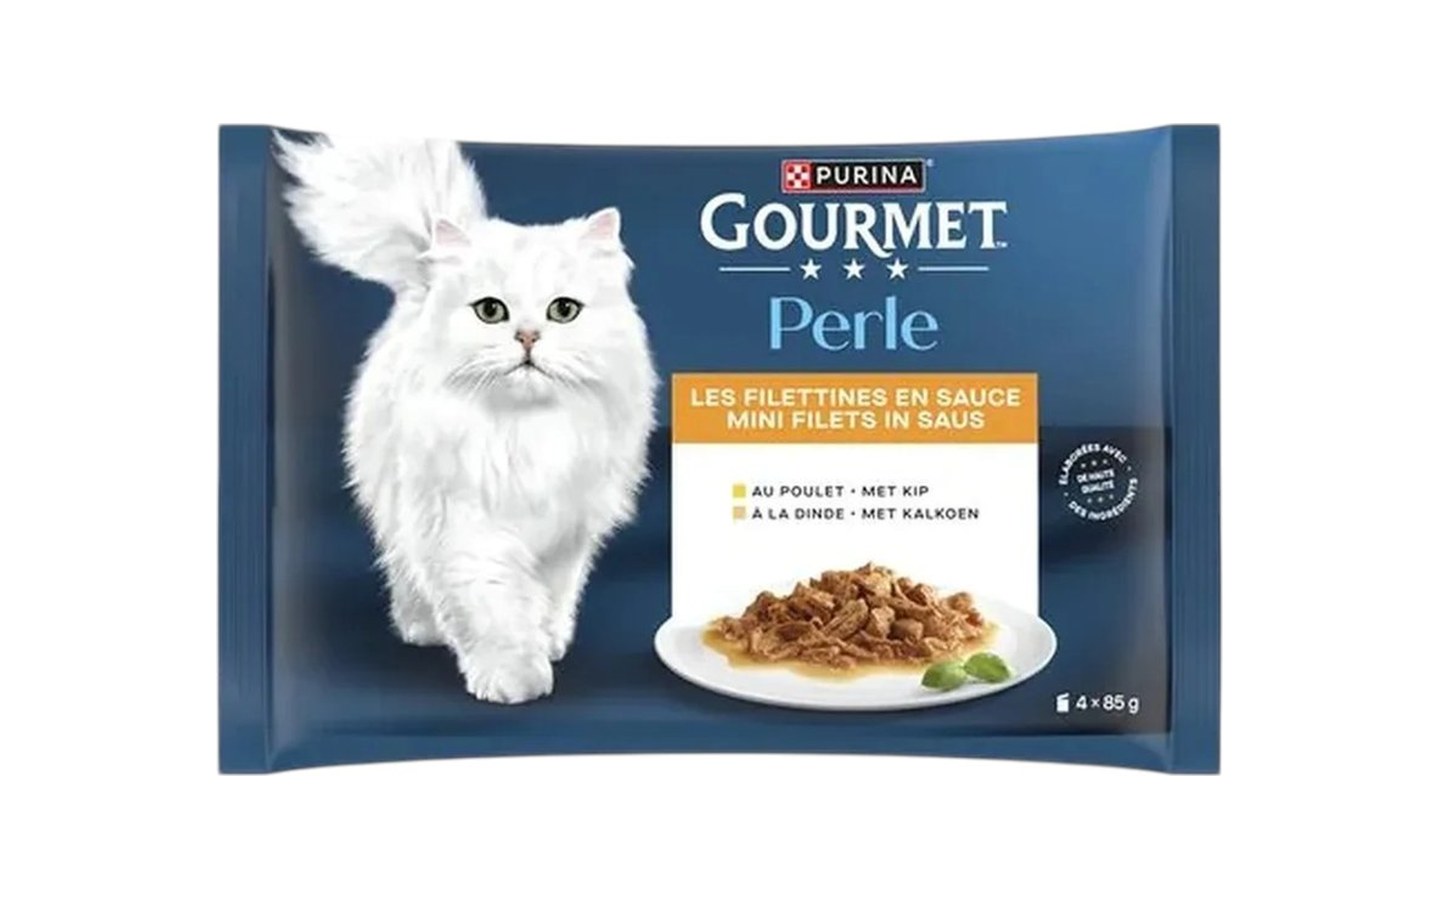 PURINA®
GOURMET™
Perle
LES FILETTINES EN SAUCE
MINI FILETS IN SAUS
AU POULET • MET KIP
À LA DINDE • MET KALKOEN
ÉLABORÉES AVEC
DE HAUTE
QUALITÉ
DES INGRÉDIENTS
4 × 85 g